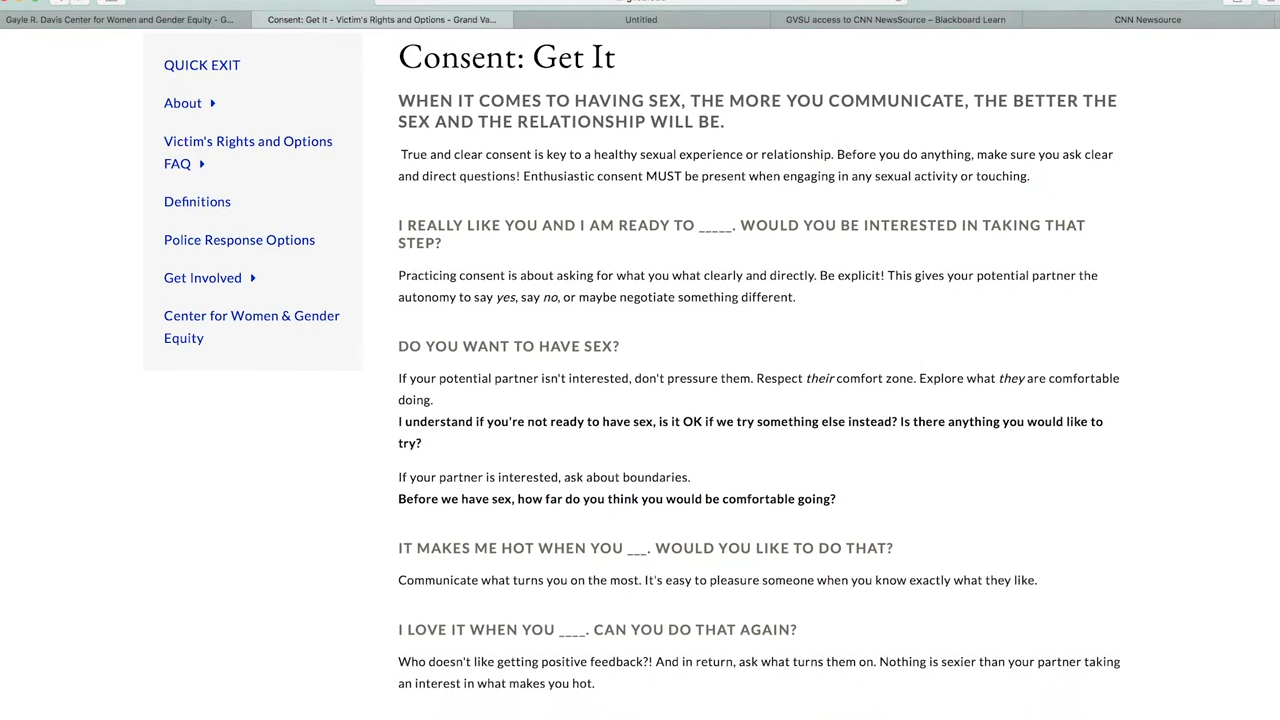 Gayle R. Davis Center for Women and Gender Equity - G...
Consent: Get It - Victim's Rights and Options - Grand Va...
Untitled
GVSU access to CNN NewsSource – Blackboard Learn
CNN Newsource
QUICK EXIT
About
Victim's Rights and Options
FAQ
Definitions
Police Response Options
Get Involved
Center for Women & Gender
Equity
Consent: Get It
WHEN IT COMES TO HAVING SEX, THE MORE YOU COMMUNICATE, THE BETTER THE
SEX AND THE RELATIONSHIP WILL BE.
True and clear consent is key to a healthy sexual experience or relationship. Before you do anything, make sure you ask clear
and direct questions! Enthusiastic consent MUST be present when engaging in any sexual activity or touching.
I REALLY LIKE YOU AND I AM READY TO _____. WOULD YOU BE INTERESTED IN TAKING THAT
STEP?
Practicing consent is about asking for what you what clearly and directly. Be explicit! This gives your potential partner the
autonomy to say yes, say no, or maybe negotiate something different.
DO YOU WANT TO HAVE SEX?
If your potential partner isn't interested, don't pressure them. Respect their comfort zone. Explore what they are comfortable
doing.
I understand if you're not ready to have sex, is it OK if we try something else instead? Is there anything you would like to
try?
If your partner is interested, ask about boundaries.
Before we have sex, how far do you think you would be comfortable going?
IT MAKES ME HOT WHEN YOU ___. WOULD YOU LIKE TO DO THAT?
Communicate what turns you on the most. It's easy to pleasure someone when you know exactly what they like.
I LOVE IT WHEN YOU ____. CAN YOU DO THAT AGAIN?
Who doesn't like getting positive feedback?! And in return, ask what turns them on. Nothing is sexier than your partner taking
an interest in what makes you hot.